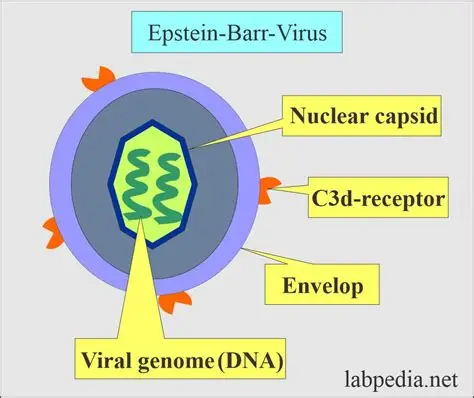 Epstein-Barr-Virus
Nuclear capsid
C3d-receptor
Envelop
Viral genome (DNA)
labpedia.net